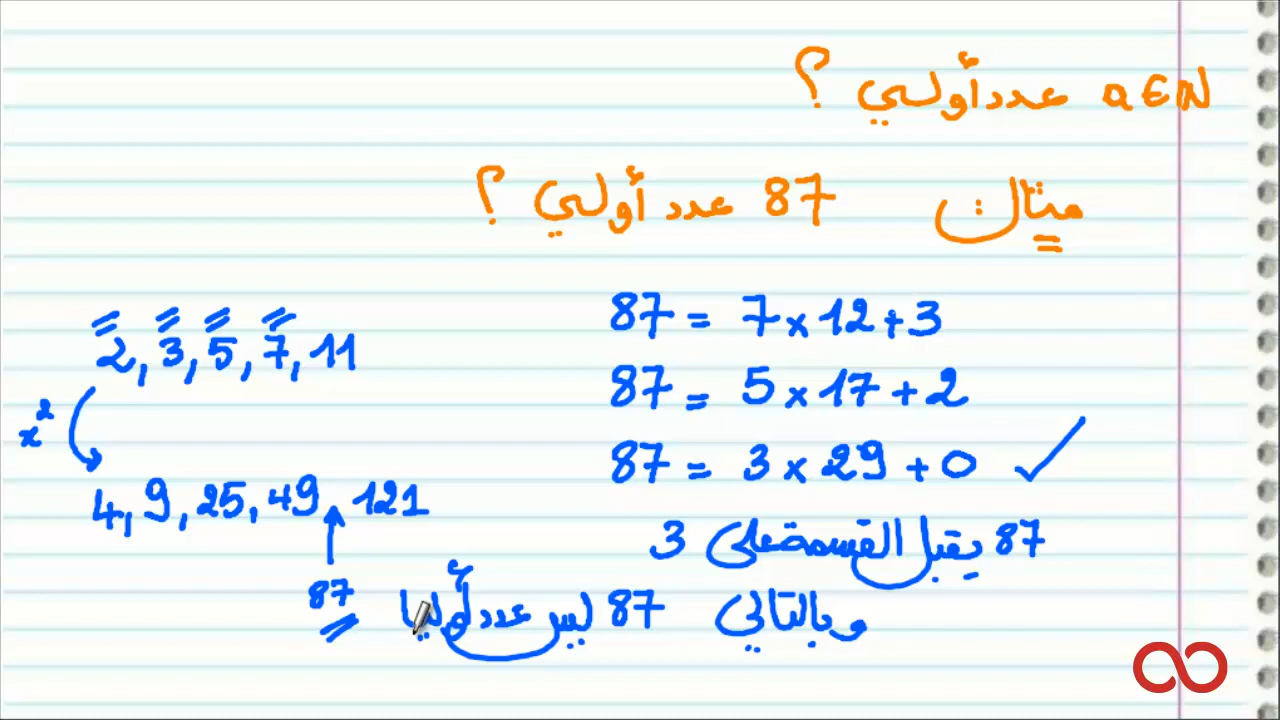 a∈ℕ عدد أولي ؟
مثال : 87 عدد أولي ؟
87 = 7 × 12 + 3
87 = 5 × 17 + 2
87 = 3 × 29 + 0 ✓
87 يقبل القسمة على 3
وبالتالي 87 ليس عدد أوليا
2, 3, 5, 7, 11
x²
4, 9, 25, 49 121
87